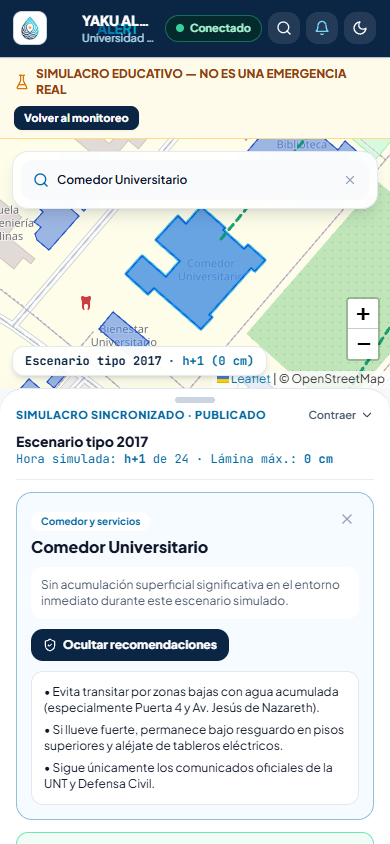 YAKU AL...
ALERT
Universidad ...
Conectado
SIMULACRO EDUCATIVO — NO ES UNA EMERGENCIA
REAL
Volver al monitoreo
Biblioteca
Comedor Universitario
uela
eniería
linas
Comedor
Universitario
Bienestar
Universitario
+
−
Escenario tipo 2017 · h+1 (0 cm)
Leaflet | © OpenStreetMap
SIMULACRO SINCRONIZADO · PUBLICADO
Contraer
Escenario tipo 2017
Hora simulada: h+1 de 24 · Lámina máx.: 0 cm
Comedor y servicios
Comedor Universitario
Sin acumulación superficial significativa en el entorno
inmediato durante este escenario simulado.
Ocultar recomendaciones
• Evita transitar por zonas bajas con agua acumulada
(especialmente Puerta 4 y Av. Jesús de Nazareth).
• Si llueve fuerte, permanece bajo resguardo en pisos
superiores y aléjate de tableros eléctricos.
• Sigue únicamente los comunicados oficiales de la
UNT y Defensa Civil.